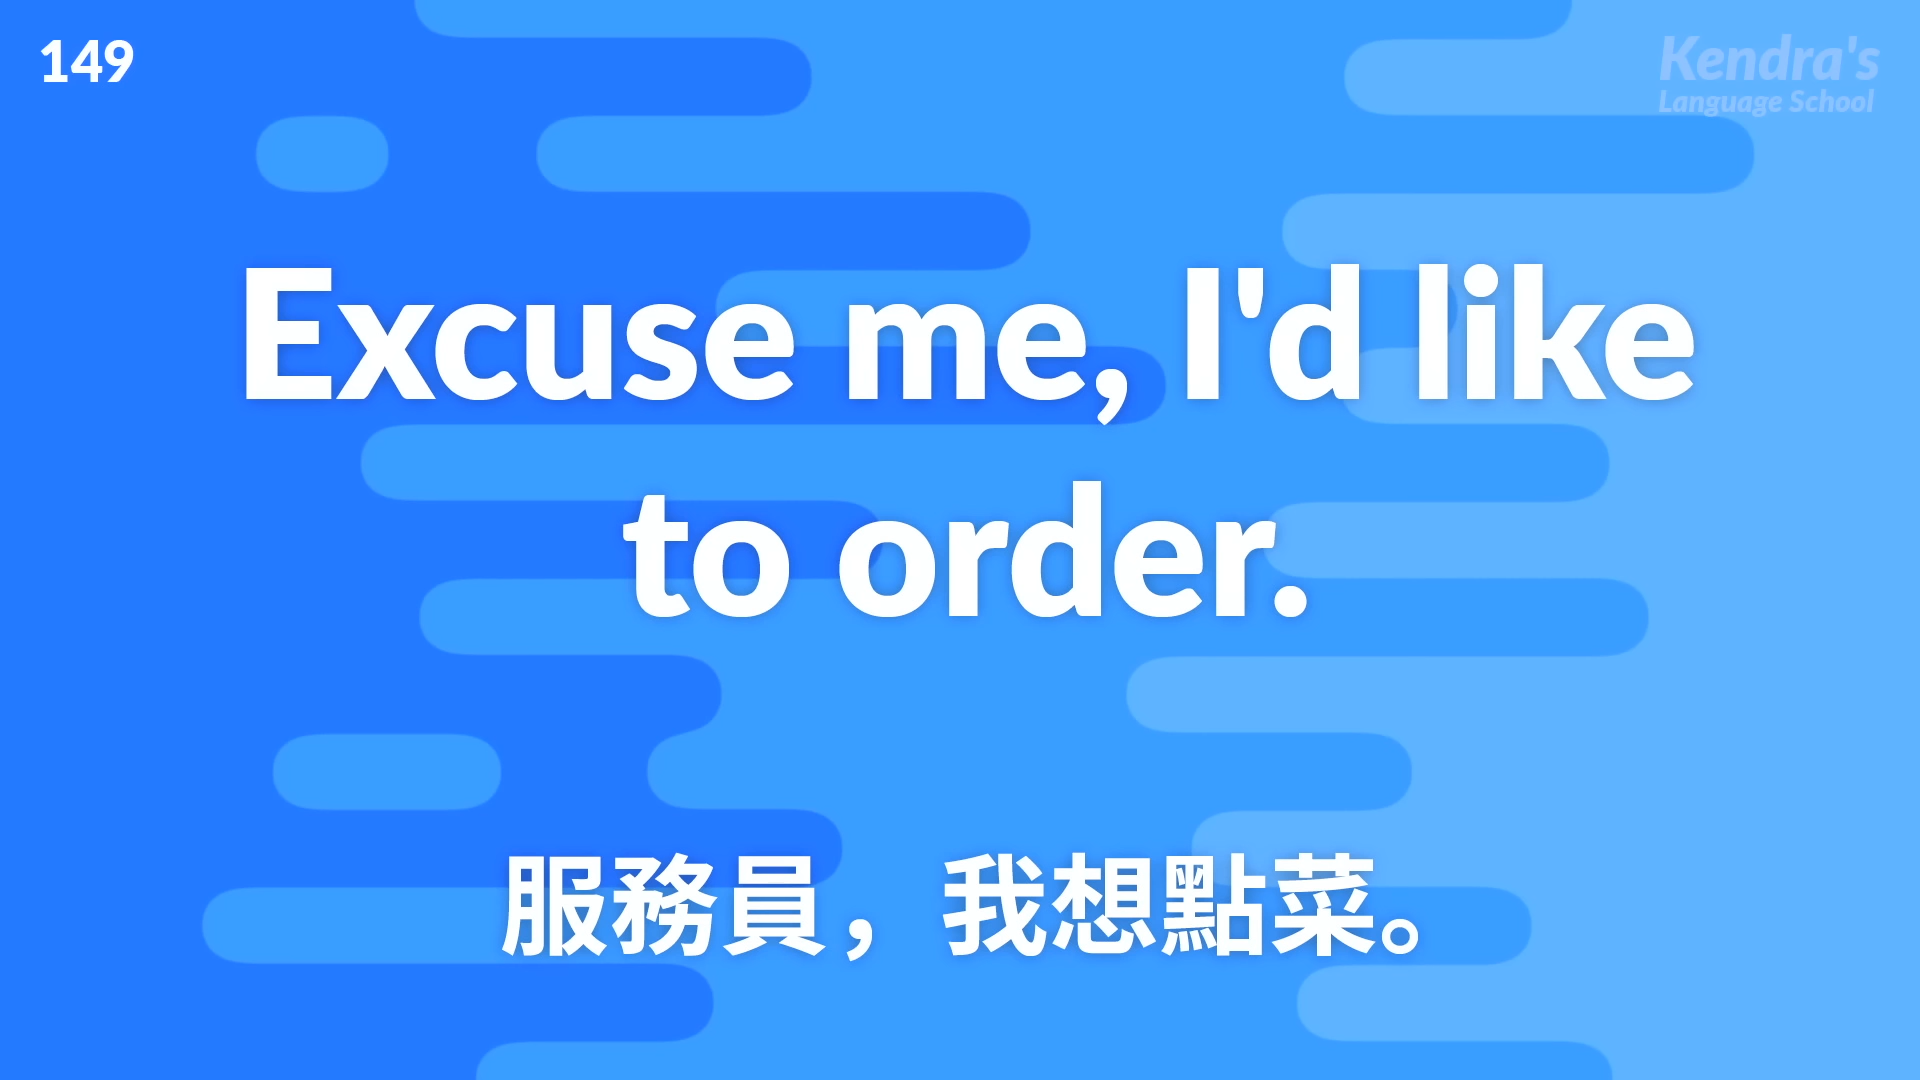 149
Kendra's
Language School
Excuse me, I'd like
to order.
服務員，我想點菜。